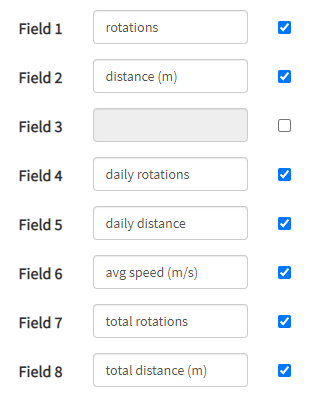 Field 1 rotations
Field 2 distance (m)
Field 3
Field 4 daily rotations
Field 5 daily distance
Field 6 avg speed (m/s)
Field 7 total rotations
Field 8 total distance (m)